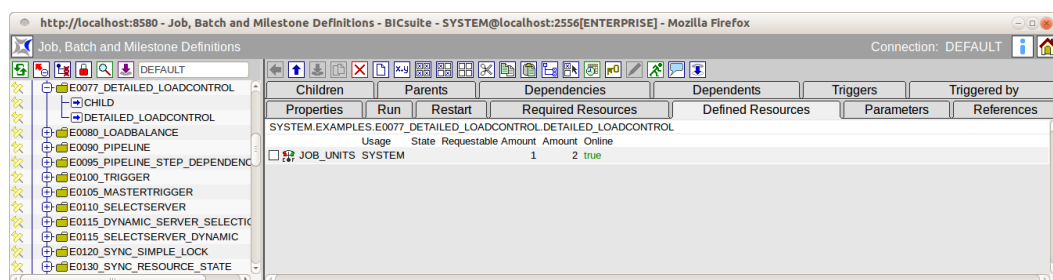 http://localhost:8580 - Job, Batch and Milestone Definitions - BICsuite - SYSTEM@localhost:2556[ENTERPRISE] - Mozilla Firefox
Job, Batch and Milestone Definitions
Connection: DEFAULT
DEFAULT
E0077_DETAILED_LOADCONTROL
CHILD
DETAILED_LOADCONTROL
E0080_LOADBALANCE
E0090_PIPELINE
E0095_PIPELINE_STEP_DEPENDENC
E0100_TRIGGER
E0105_MASTERTRIGGER
E0110_SELECTSERVER
E0115_DYNAMIC_SERVER_SELECTIO
E0115_SELECTSERVER_DYNAMIC
E0120_SYNC_SIMPLE_LOCK
E0130_SYNC_RESOURCE_STATE
Children Parents Dependencies Dependents Triggers Triggered by
Properties Run Restart Required Resources Defined Resources Parameters References
SYSTEM.EXAMPLES.E0077_DETAILED_LOADCONTROL.DETAILED_LOADCONTROL
Usage State Requestable Amount Amount Online
JOB_UNITS SYSTEM 1 2 true